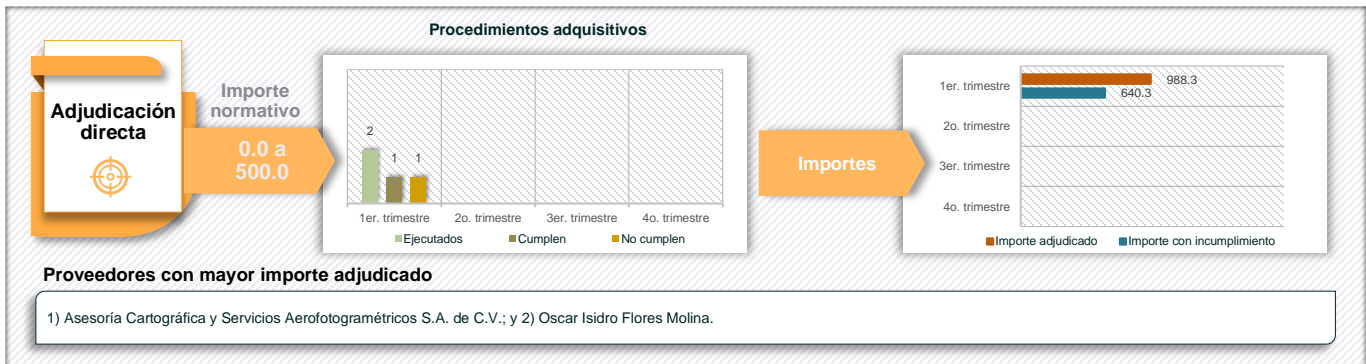 Procedimientos adquisitivos
Adjudicación
directa
Importe
normativo
0.0 a
500.0
2
1
1
1er. trimestre
2o. trimestre
3er. trimestre
4o. trimestre
Ejecutados
Cumplen
No cumplen
Importes
1er. trimestre
988.3
640.3
2o. trimestre
3er. trimestre
4o. trimestre
Importe adjudicado
Importe con incumplimiento
Proveedores con mayor importe adjudicado
1) Asesoría Cartográfica y Servicios Aerofotogramétricos S.A. de C.V.; y 2) Oscar Isidro Flores Molina.